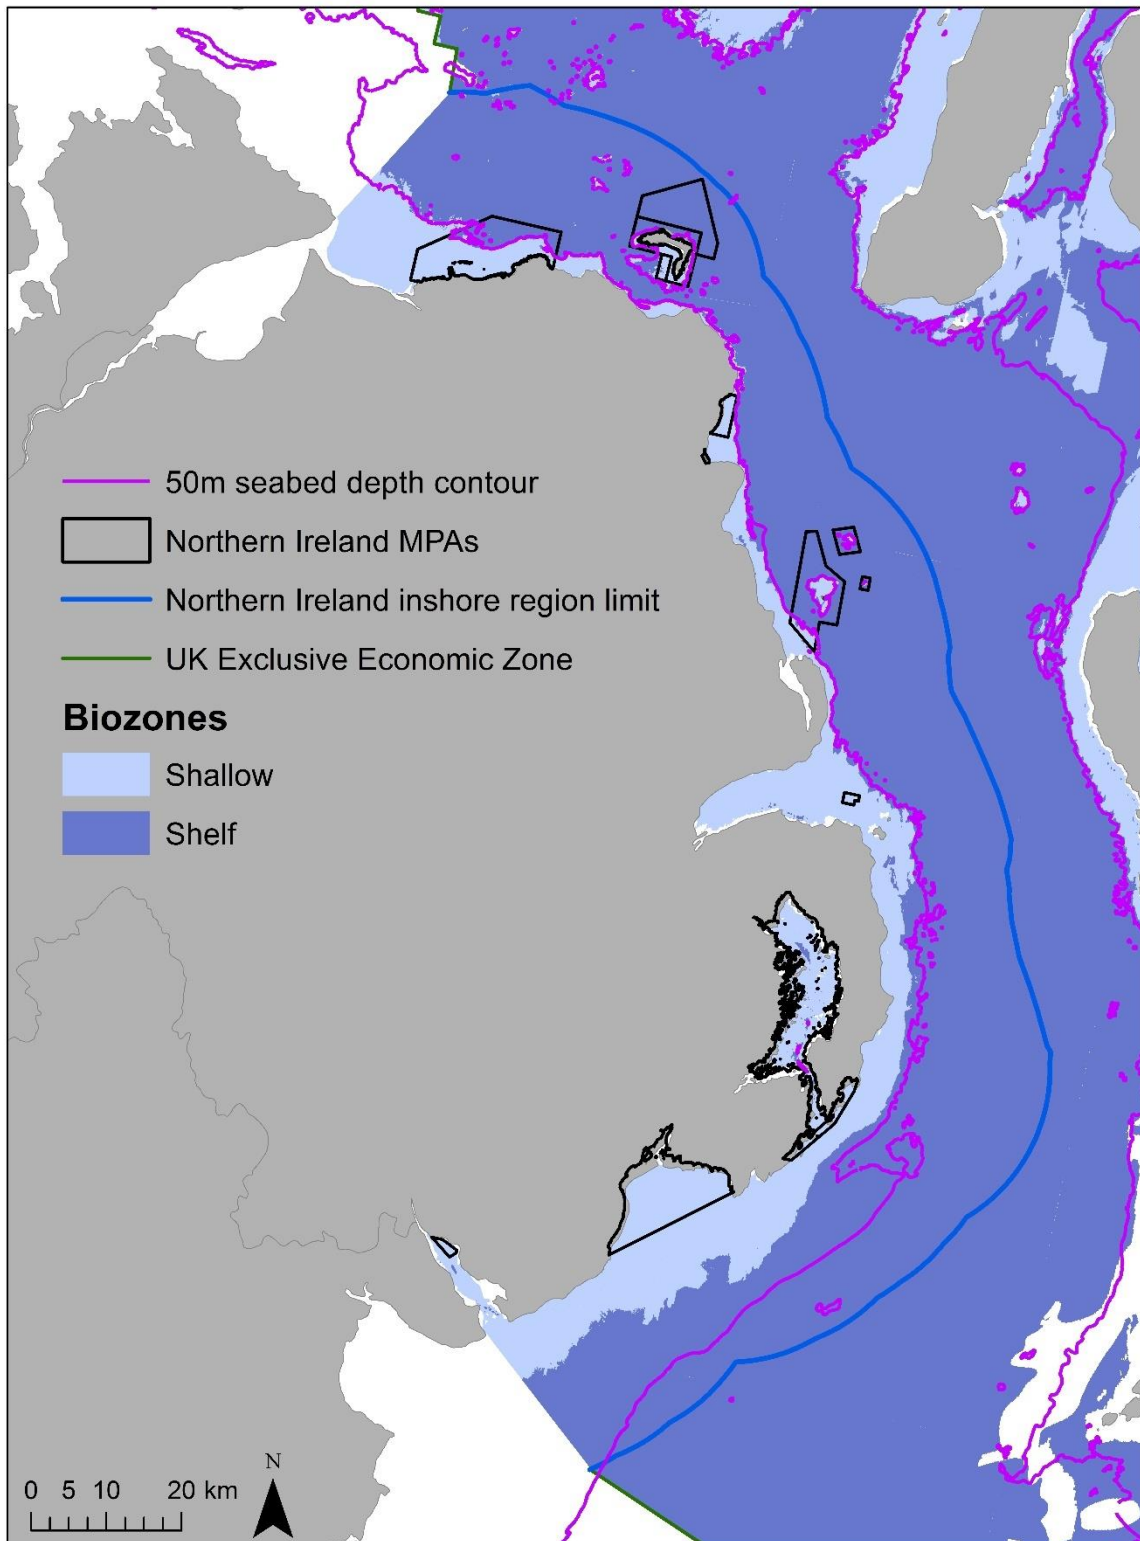 50m seabed depth contour
Northern Ireland MPAs
Northern Ireland inshore region limit
UK Exclusive Economic Zone
Biozones
Shallow
Shelf
N
0 5 10 20 km